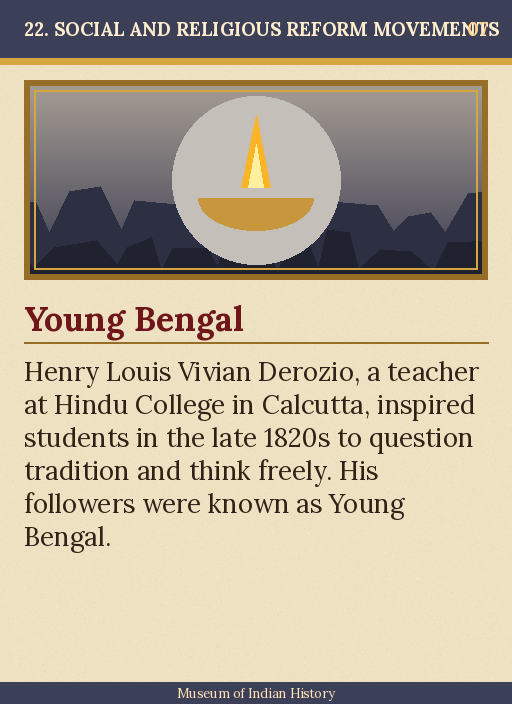 22. SOCIAL AND RELIGIOUS REFORM MOVEMENTS
Young Bengal
Henry Louis Vivian Derozio, a teacher
at Hindu College in Calcutta, inspired
students in the late 1820s to question
tradition and think freely. His
followers were known as Young
Bengal.
Museum of Indian History